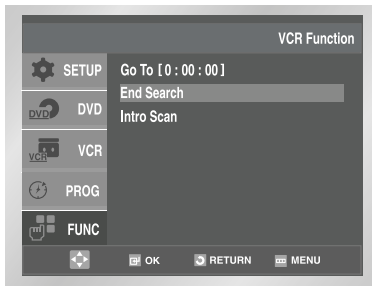 VCR Function
SETUP
Go To [ 0 : 00 : 00 ]
End Search
DVD DVD
Intro Scan
VCR VCR
PROG
FUNC
OK RETURN MENU